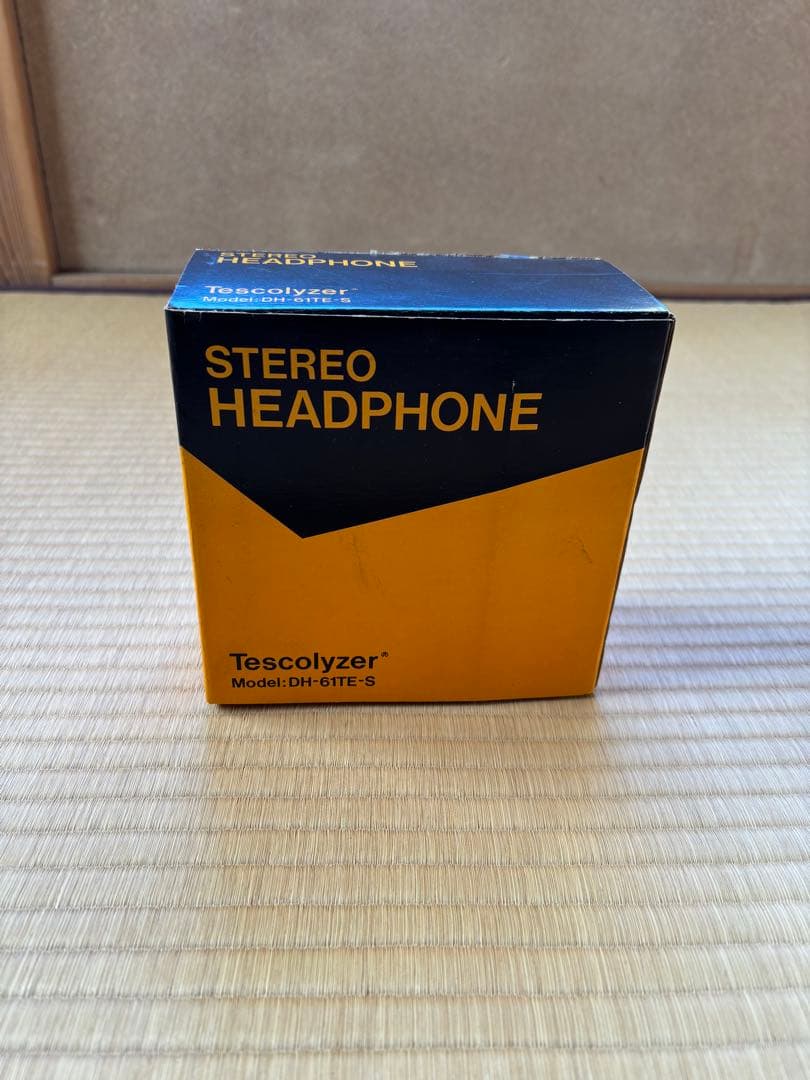 STEREO
HEADPHONE
Tescolyzer
Model:DH-61TE-S
STEREO
HEADPHONE
Tescolyzer®
Model:DH-61TE-S